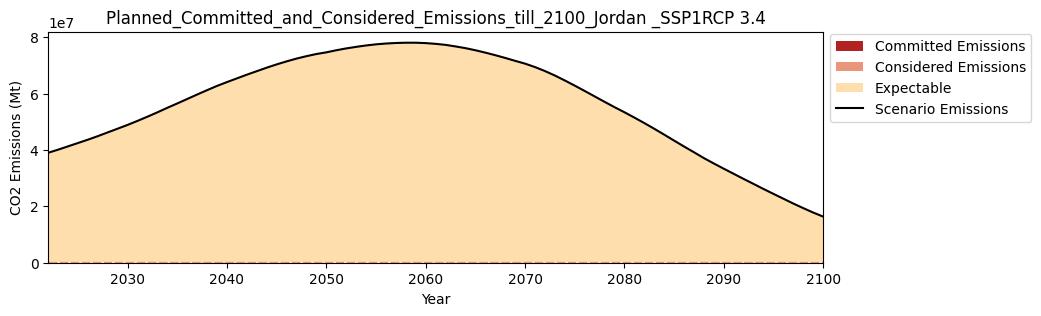 Planned_Committed_and_Considered_Emissions_till_2100_Jordan _SSP1RCP 3.4
1e7
8
6
4
2
0
CO2 Emissions (Mt)
2030 2040 2050 2060 2070 2080 2090 2100
Year
Committed Emissions
Considered Emissions
Expectable
Scenario Emissions